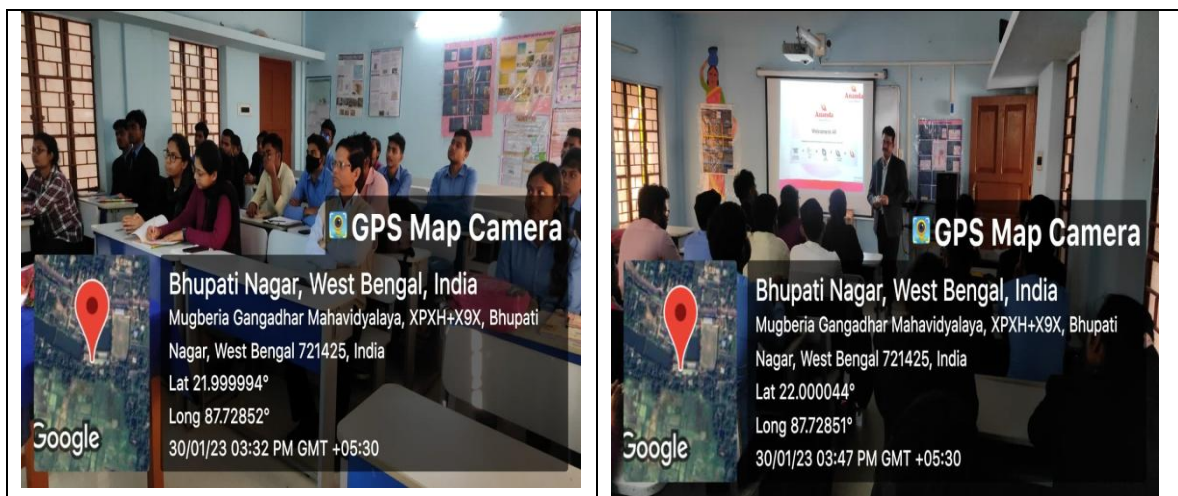 GPS Map Camera
Bhupati Nagar, West Bengal, India
Mugberia Gangadhar Mahavidyalaya, XPXH+X9X, Bhupati
Nagar, West Bengal 721425, India
Lat 21.999994°
Long 87.72852°
30/01/23 03:32 PM GMT +05:30
Google
Ananda
Ananda
GPS Map Camera
Bhupati Nagar, West Bengal, India
Mugberia Gangadhar Mahavidyalaya, XPXH+X9X, Bhupati
Nagar, West Bengal 721425, India
Lat 22.000044°
Long 87.72851°
30/01/23 03:47 PM GMT +05:30
Google